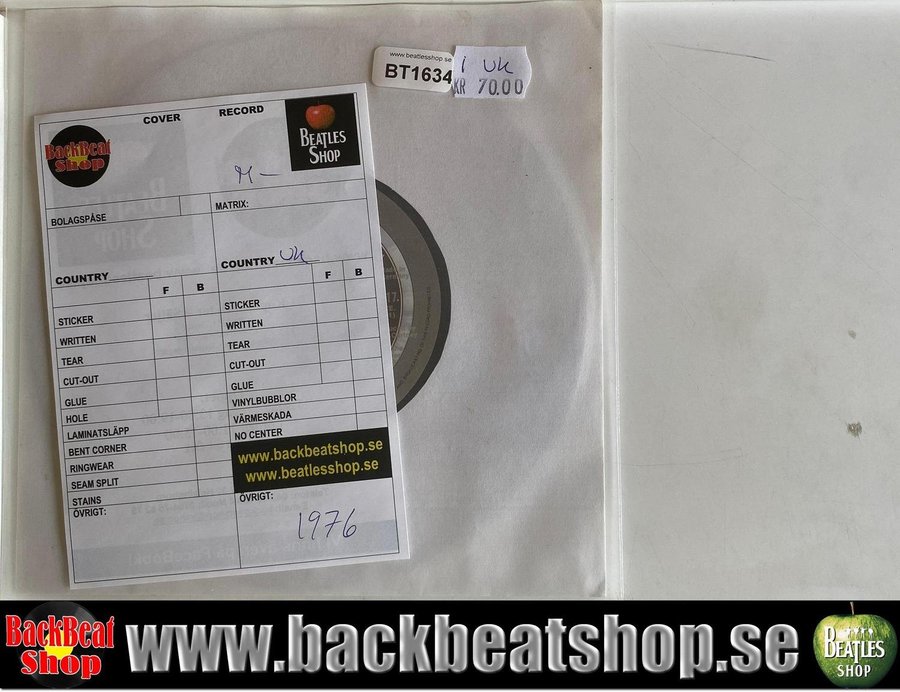 www.beatlesshop.se
BT1634
i UK
KR 70.00
COVER RECORD
BackBeat
Shop
BEATLES
SHOP
M-
BOLAGSPÅSE
MATRIX:
COUNTRY
COUNTRY UK
F B
F B
STICKER
WRITTEN
TEAR
CUT-OUT
GLUE
HOLE
LAMINATSLÄPP
BENT CORNER
RINGWEAR
SEAM SPLIT
STAINS
ÖVRIGT:
STICKER
WRITTEN
TEAR
CUT-OUT
GLUE
VINYLBUBBLOR
VÄRMESKADA
NO CENTER
www.backbeatshop.se
www.beatlesshop.se
ÖVRIGT:
1976
BackBeat
Shop
www.backbeatshop.se
BEATLES
SHOP